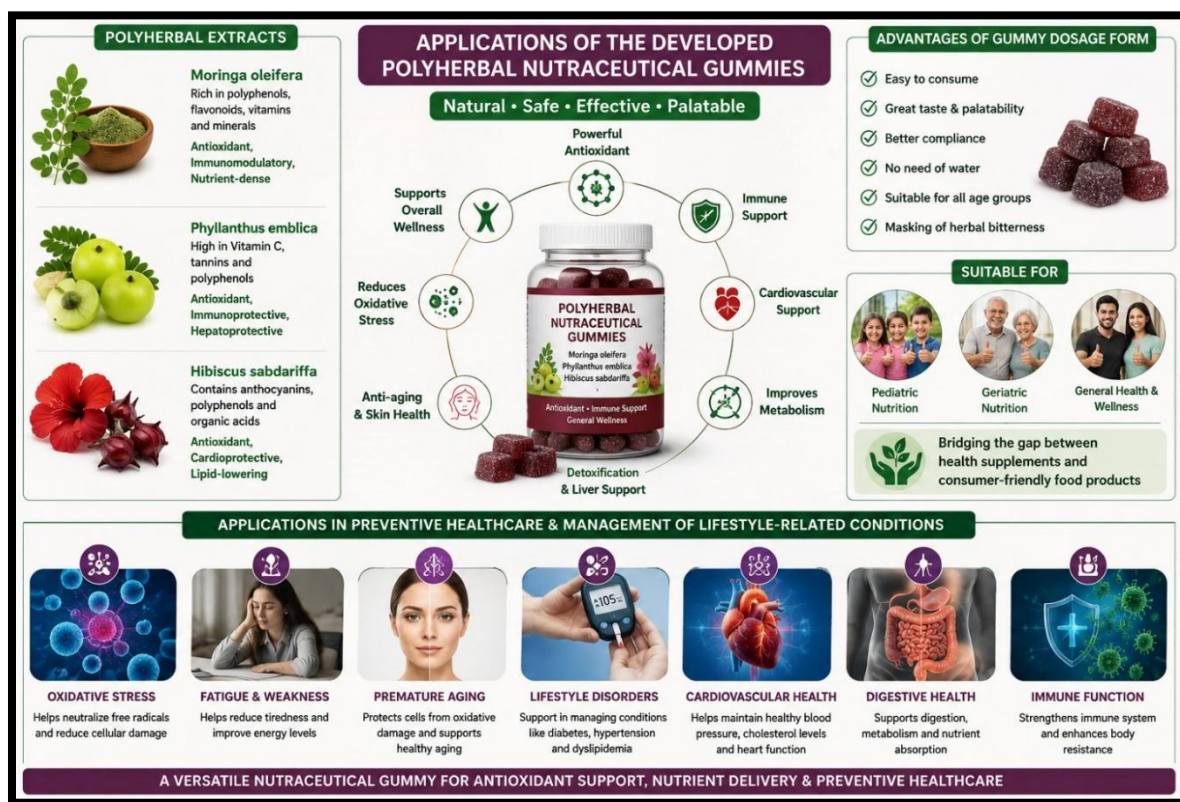 POLYHERBAL EXTRACTS
Moringa oleifera
Rich in polyphenols,
flavonoids, vitamins
and minerals
Antioxidant,
Immunomodulatory,
Nutrient-dense
Phyllanthus emblica
High in Vitamin C,
tannins and
polyphenols
Antioxidant,
Immunoprotective,
Hepatoprotective
Hibiscus sabdariffa
Contains anthocyanins,
polyphenols and
organic acids
Antioxidant,
Cardioprotective,
Lipid-lowering
APPLICATIONS OF THE DEVELOPED
POLYHERBAL NUTRACEUTICAL GUMMIES
Natural • Safe • Effective • Palatable
Powerful
Antioxidant
Immune
Support
Cardiovascular
Support
Improves
Metabolism
Detoxification
& Liver Support
Anti-aging
& Skin Health
Reduces
Oxidative
Stress
Supports
Overall
Wellness
POLYHERBAL
NUTRACEUTICAL
GUMMIES
Moringa oleifera
Phyllanthus emblica
Hibiscus sabdariffa
Antioxidant • Immune Support
General Wellness
ADVANTAGES OF GUMMY DOSAGE FORM
Easy to consume
Great taste & palatability
Better compliance
No need of water
Suitable for all age groups
Masking of herbal bitterness
SUITABLE FOR
Pediatric
Nutrition
Geriatric
Nutrition
General Health &
Wellness
Bridging the gap between
health supplements and
consumer-friendly food products
APPLICATIONS IN PREVENTIVE HEALTHCARE & MANAGEMENT OF LIFESTYLE-RELATED CONDITIONS
OXIDATIVE STRESS
Helps neutralize free radicals
and reduce cellular damage
FATIGUE & WEAKNESS
Helps reduce tiredness and
improve energy levels
PREMATURE AGING
Protects cells from oxidative
damage and supports
healthy aging
105
LIFESTYLE DISORDERS
Support in managing conditions
like diabetes, hypertension
and dyslipidemia
CARDIOVASCULAR HEALTH
Helps maintain healthy blood
pressure, cholesterol levels
and heart function
DIGESTIVE HEALTH
Supports digestion,
metabolism and nutrient
absorption
IMMUNE FUNCTION
Strengthens immune system
and enhances body
resistance
A VERSATILE NUTRACEUTICAL GUMMY FOR ANTIOXIDANT SUPPORT, NUTRIENT DELIVERY & PREVENTIVE HEALTHCARE